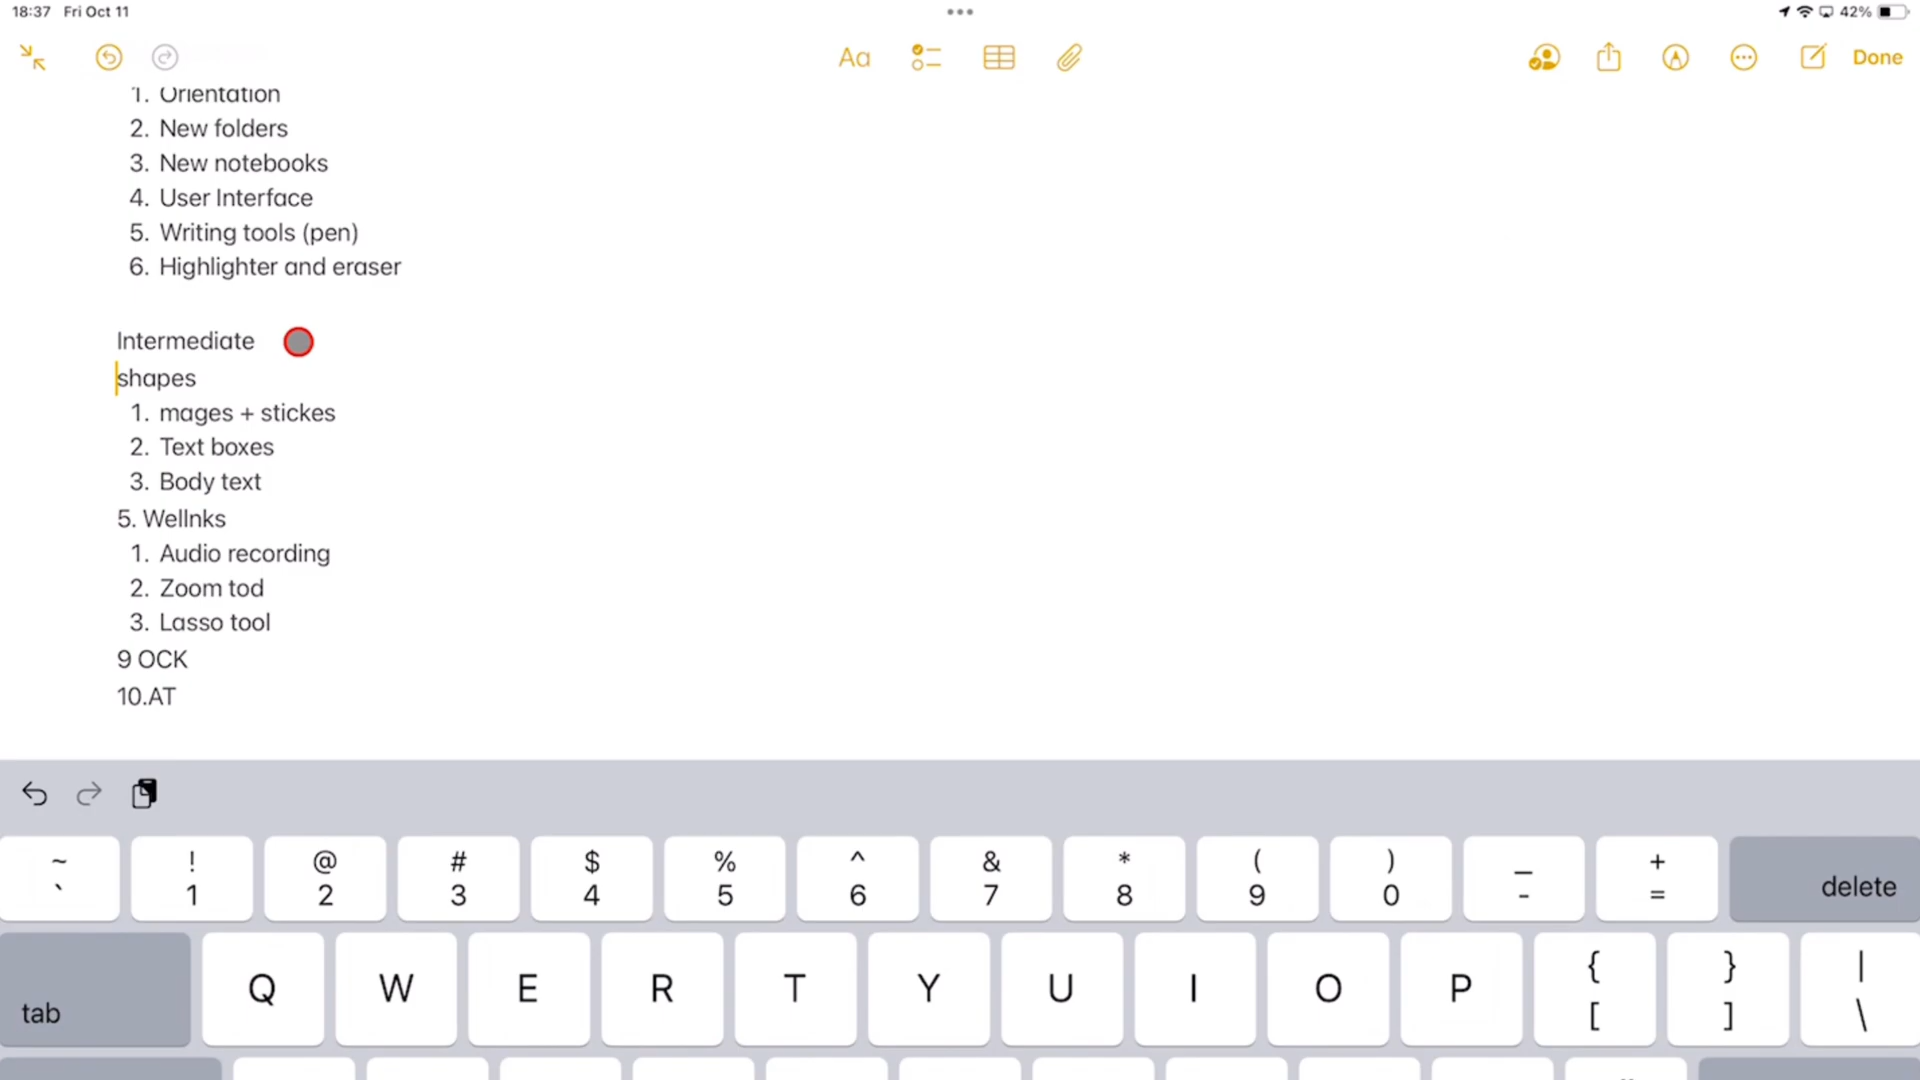 18:37 Fri Oct 11 42%
Aa Done
1. Orientation
2. New folders
3. New notebooks
4. User Interface
5. Writing tools (pen)
6. Highlighter and eraser
Intermediate
shapes
1. mages + stickes
2. Text boxes
3. Body text
5. Wellnks
1. Audio recording
2. Zoom tod
3. Lasso tool
9 OCK
10.AT
~ ! @ # $ % ^ & * ( ) _ +
` 1 2 3 4 5 6 7 8 9 0 - = delete
tab Q W E R T Y U I O P { } |
[ ] \